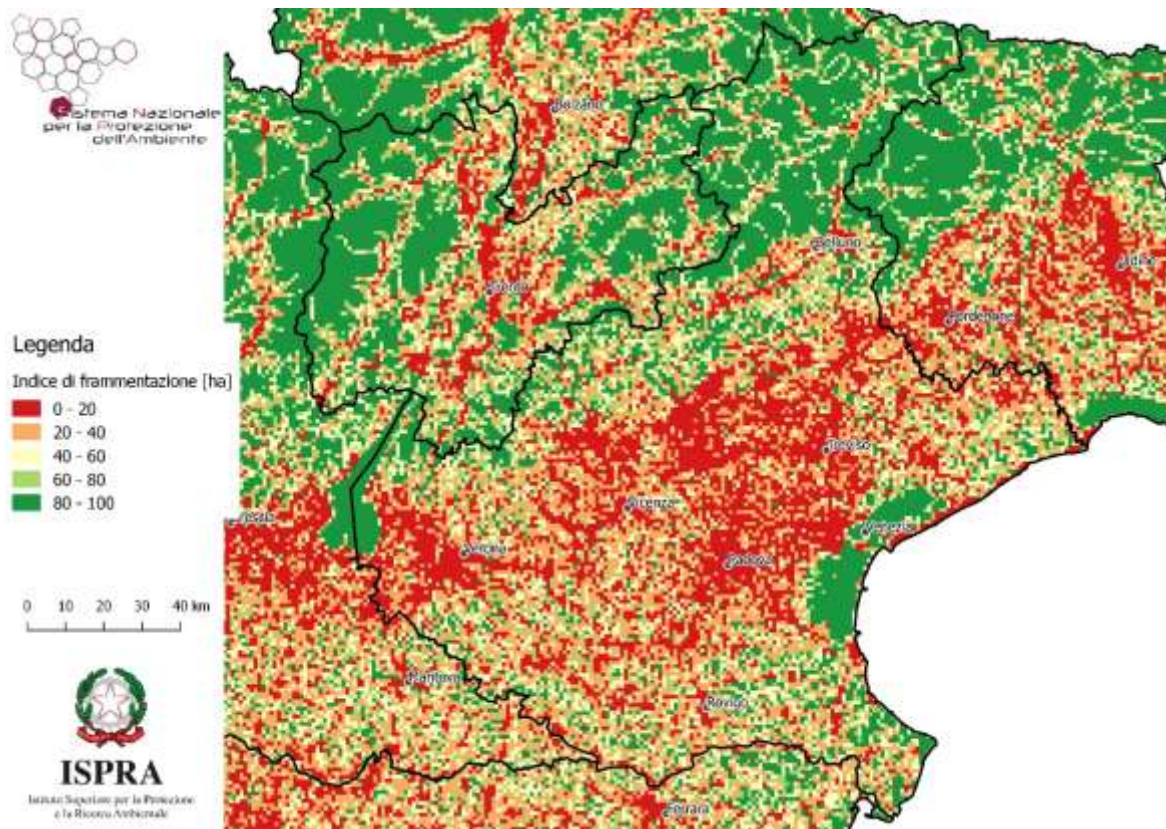 Sistema Nazionale
per la Protezione
dell'Ambiente
Bolzano
Belluno
Udine
Trento
Pordenone
Legenda
Indice di frammentazione [ha]
0 - 20
20 - 40
40 - 60
60 - 80
80 - 100
Treviso
Vicenza
Venezia
Verona
Padova
0 10 20 30 40 km
Mantova
Rovigo
ISPRA
Istituto Superiore per la Protezione
e la Ricerca Ambientale
Ferrara